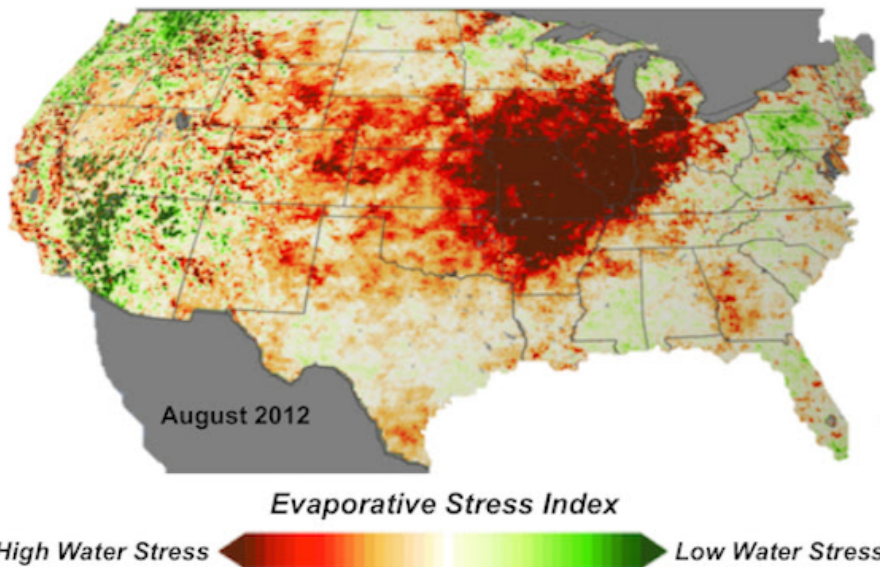 August 2012
Evaporative Stress Index
High Water Stress
Low Water Stress